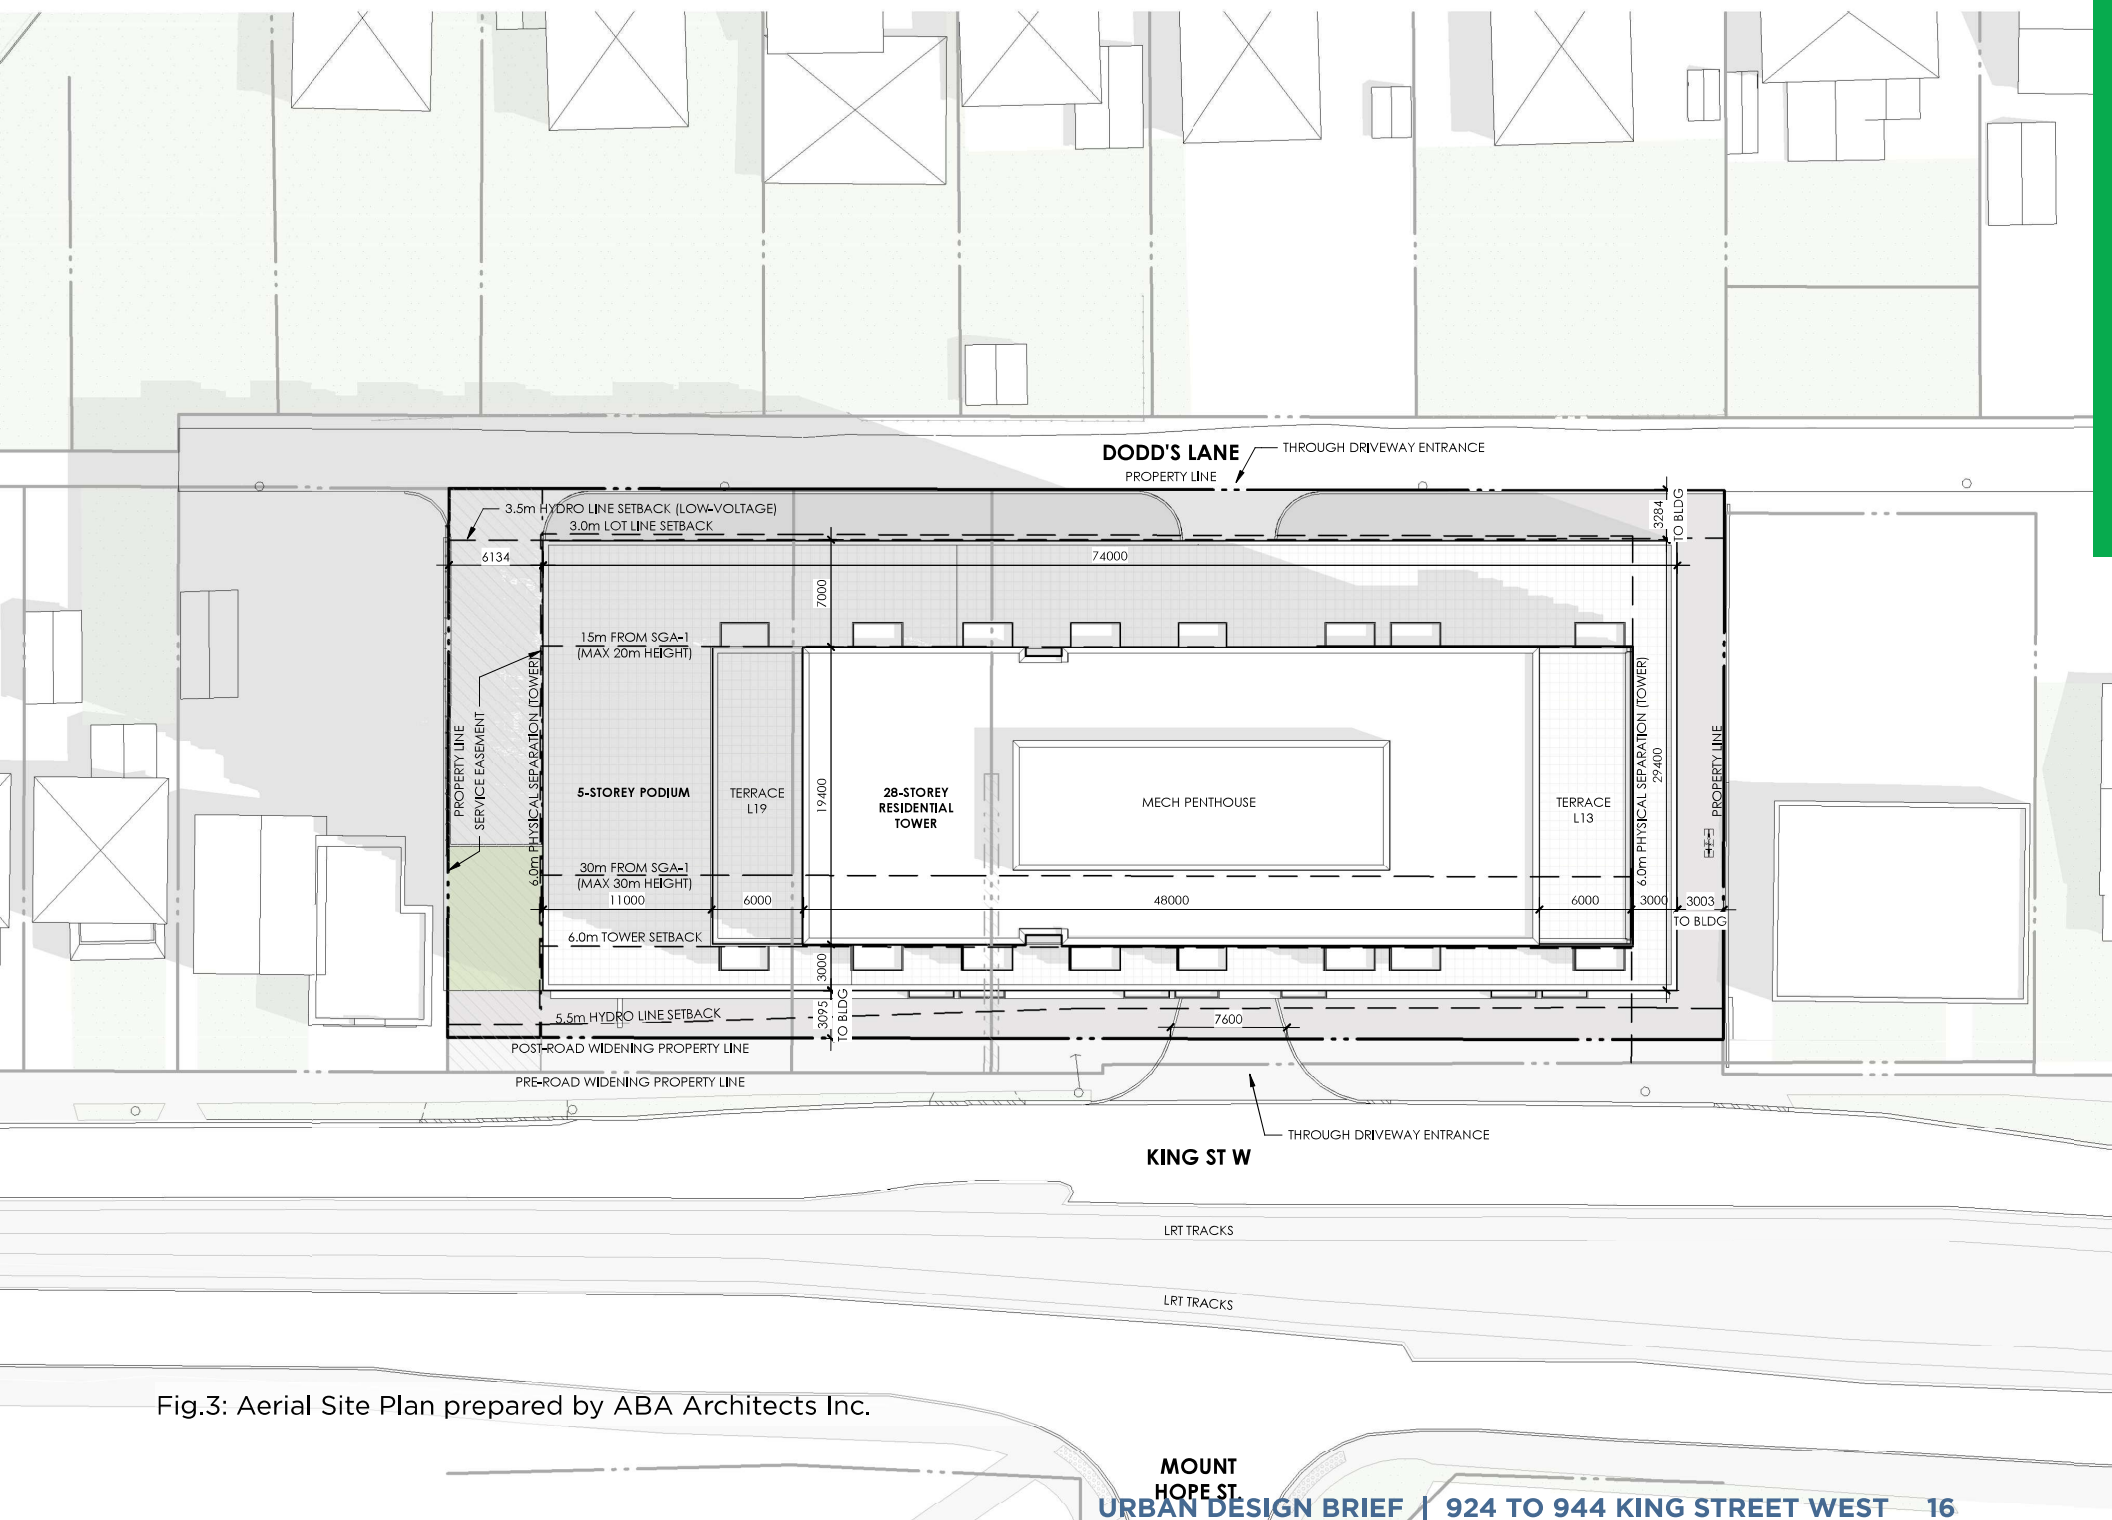 DODD'S LANE
THROUGH DRIVEWAY ENTRANCE
PROPERTY LINE
3.5m HYDRO LINE SETBACK (LOW-VOLTAGE)
3.0m LOT LINE SETBACK
3284
TO BLDG
6134
74000
7000
15m FROM SGA-1
(MAX 20m HEIGHT)
PROPERTY LINE
SERVICE EASEMENT
6.0m PHYSICAL SEPARATION (TOWER)
5-STOREY PODIUM
TERRACE
L19
19400
28-STOREY
RESIDENTIAL
TOWER
MECH PENTHOUSE
TERRACE
L13
6.0m PHYSICAL SEPARATION (TOWER)
29400
PROPERTY LINE
30m FROM SGA-1
(MAX 30m HEIGHT)
11000
6000
48000
6000
3000
3003
TO BLDG
6.0m TOWER SETBACK
3000
3095
TO BLDG
5.5m HYDRO LINE SETBACK
7600
POST-ROAD WIDENING PROPERTY LINE
PRE-ROAD WIDENING PROPERTY LINE
THROUGH DRIVEWAY ENTRANCE
KING ST W
LRT TRACKS
LRT TRACKS
Fig.3: Aerial Site Plan prepared by ABA Architects Inc.
MOUNT
HOPE ST.
URBAN DESIGN BRIEF | 924 TO 944 KING STREET WEST 16